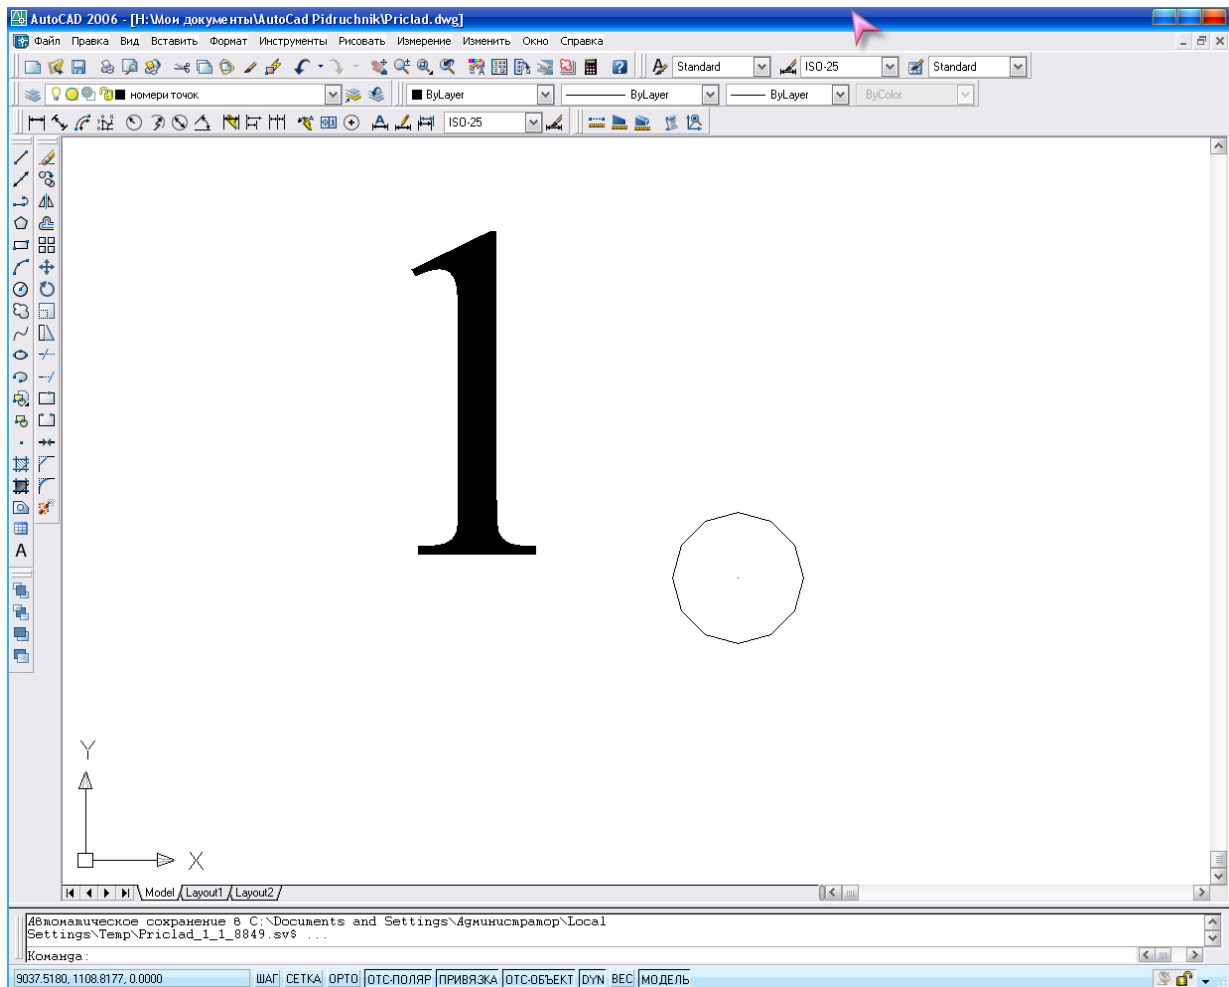 AutoCAD 2006 - [H:\Мои документы\AutoCad Pidruchnik\Priclad.dwg]
Файл Правка Вид Вставить Формат Инструменты Рисовать Измерение Изменить Окно Справка
Standard ISO-25 Standard
номери точок ByLayer ByLayer ByLayer ByColor
ISO-25
1
A
Y
X
Model Layout1 Layout2
Автоматическое сохранение в C:\Documents and Settings\Администратор\Local
Settings\Temp\Priclad_1_1_8849.sv$ ...
Команда:
9037.5180, 1108.8177, 0.0000 ШАГ СЕТКА ОРТО ОТС-ПОЛЯР ПРИВЯЗКА ОТС-ОБЪЕКТ DYN ВЕС МОДЕЛЬ